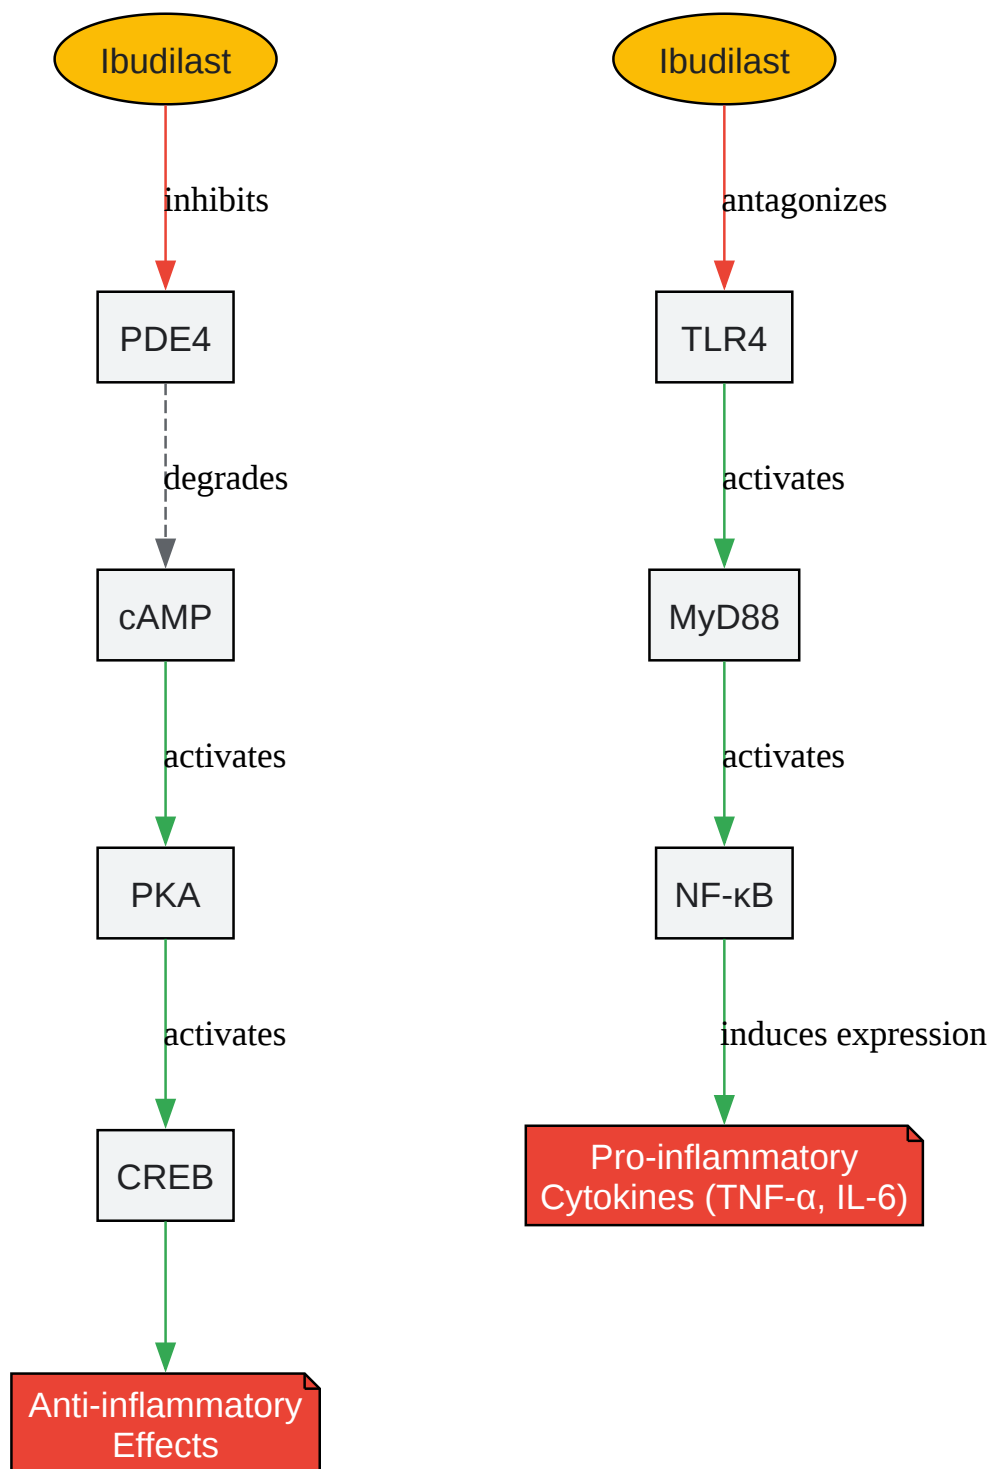 Ibudilast
inhibits
PDE4
degrades
cAMP
activates
PKA
activates
CREB
Anti-inflammatory
Effects
Ibudilast
antagonizes
TLR4
activates
MyD88
activates
NF-κB
induces expression
Pro-inflammatory
Cytokines (TNF-α, IL-6)